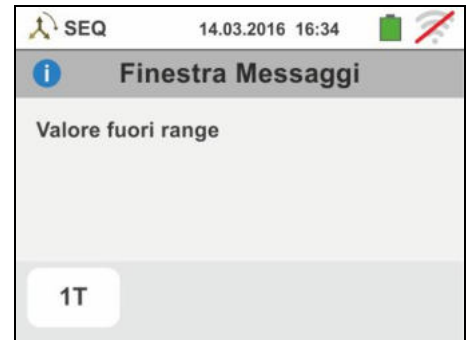 SEQ 14.03.2016 16:34
i Finestra Messaggi
Valore fuori range
1T